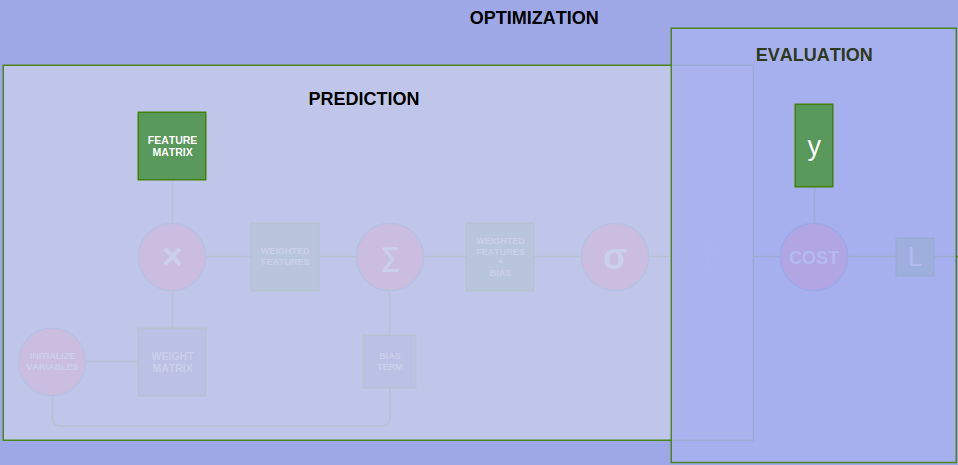 OPTIMIZATION
EVALUATION
PREDICTION
FEATURE
MATRIX
y
×
WEIGHTED
FEATURES
∑
WEIGHTED
FEATURES
+
BIAS
σ
COST
L
INITIALIZE
VARIABLES
WEIGHT
MATRIX
BIAS
TERM